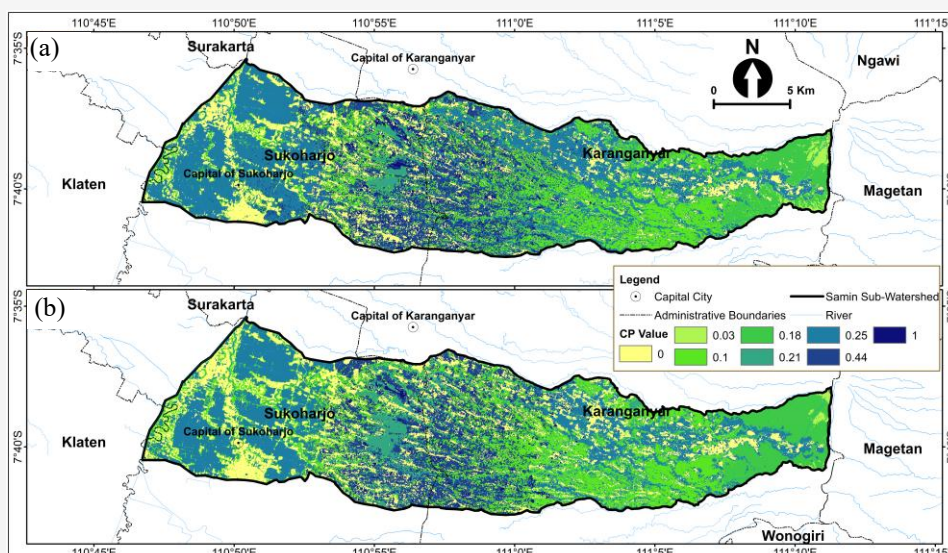 110°45'E 110°50'E 110°55'E 111°0'E 111°5'E 111°10'E 111°15'E
(a)
7°35'S
Surakarta
Capital of Karanganyar
N
Ngawi
0 5 Km
Sukoharjo
Karanganyar
Klaten
Capital of Sukoharjo
Magetan
7°40'S
Legend
Capital City
Samin Sub-Watershed
Administrative Boundaries
River
CP Value
0.03 0.18 0.25 1
0 0.1 0.21 0.44
(b)
7°35'S
Surakarta
Capital of Karanganyar
Sukoharjo
Karanganyar
Klaten
Capital of Sukoharjo
Magetan
7°40'S
Wonogiri
110°45'E 110°50'E 110°55'E 111°0'E 111°5'E 111°10'E 111°15'E